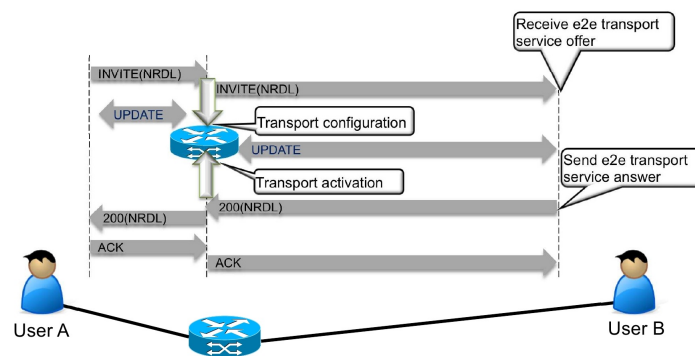 Receive e2e transport
service offer
INVITE(NRDL)
INVITE(NRDL)
UPDATE
Transport configuration
UPDATE
Send e2e transport
service answer
Transport activation
200(NRDL)
200(NRDL)
ACK
ACK
User A
User B